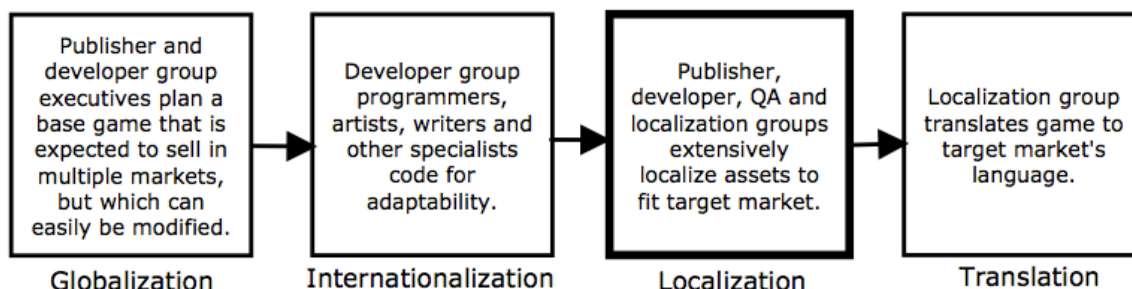 Publisher and
developer group
executives plan a
base game that is
expected to sell in
multiple markets,
but which can
easily be modified.
Globalization
Developer group
programmers,
artists, writers and
other specialists
code for
adaptability.
Internationalization
Publisher,
developer, QA and
localization groups
extensively
localize assets to
fit target market.
Localization
Localization group
translates game to
target market's
language.
Translation